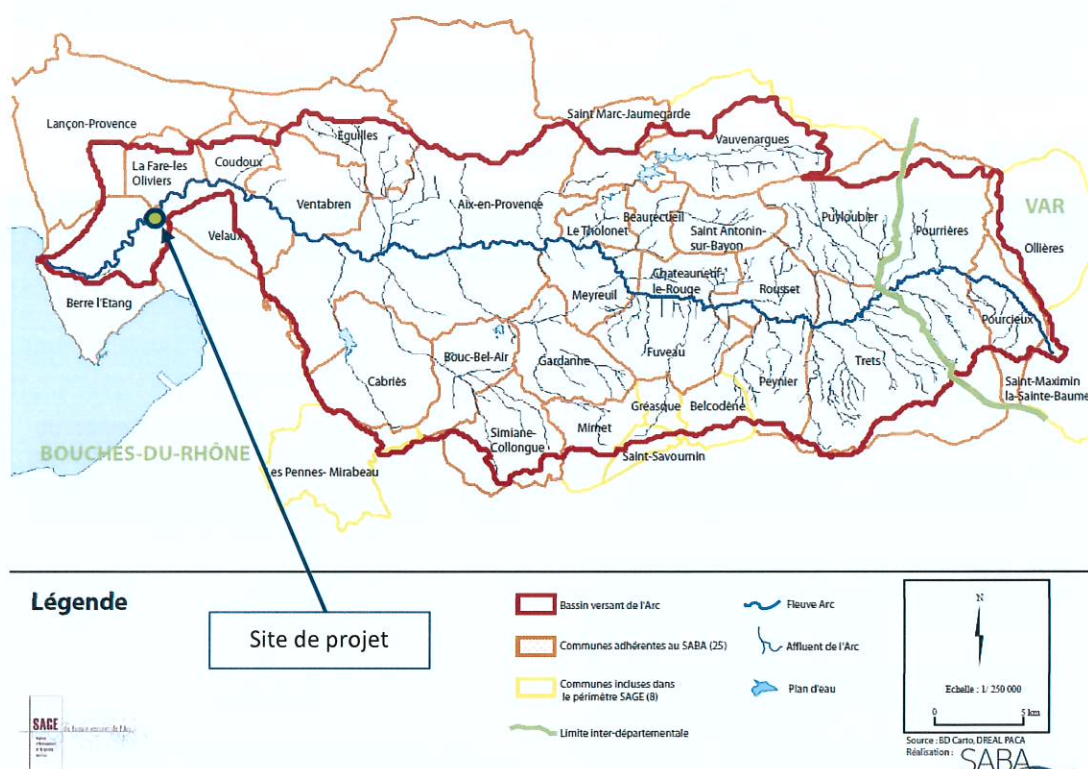 Lançon-Provence
La Fare-les
Oliviers
Coudoux
Eguilles
Saint Marc-Jaumegarde
Vauvenargues
Ventabren
Aix-en-Provence
Velaux
Berre l'Etang
Le Tholonet
Beaurecueil
Saint Antonin-
sur-Bayon
Puyloubier
Pourrières
VAR
Ollières
Meyreuil
Chateauneuf-
le-Rouge
Rousset
Pourcieux
Cabriès
Bouc-Bel-Air
Gardanne
Fuveau
Peynier
Trets
Saint-Maximin
la-Sainte-Baume
Gréasque
Belcodène
Simiane-
Collongue
Mimet
Saint-Savournin
BOUCHES-DU-RHÔNE
Les Pennes- Mirabeau
Légende
Site de projet
Bassin versant de l'Arc
Communes adhérentes au SABA (25)
Communes incluses dans
le périmètre SAGE (8)
Limite inter-départementale
Fleuve Arc
Affluent de l'Arc
Plan d'eau
N
Echelle : 1/ 250 000
0 5 km
Source : BD Carto, DREAL PACA
Réalisation : SABA
SAGE